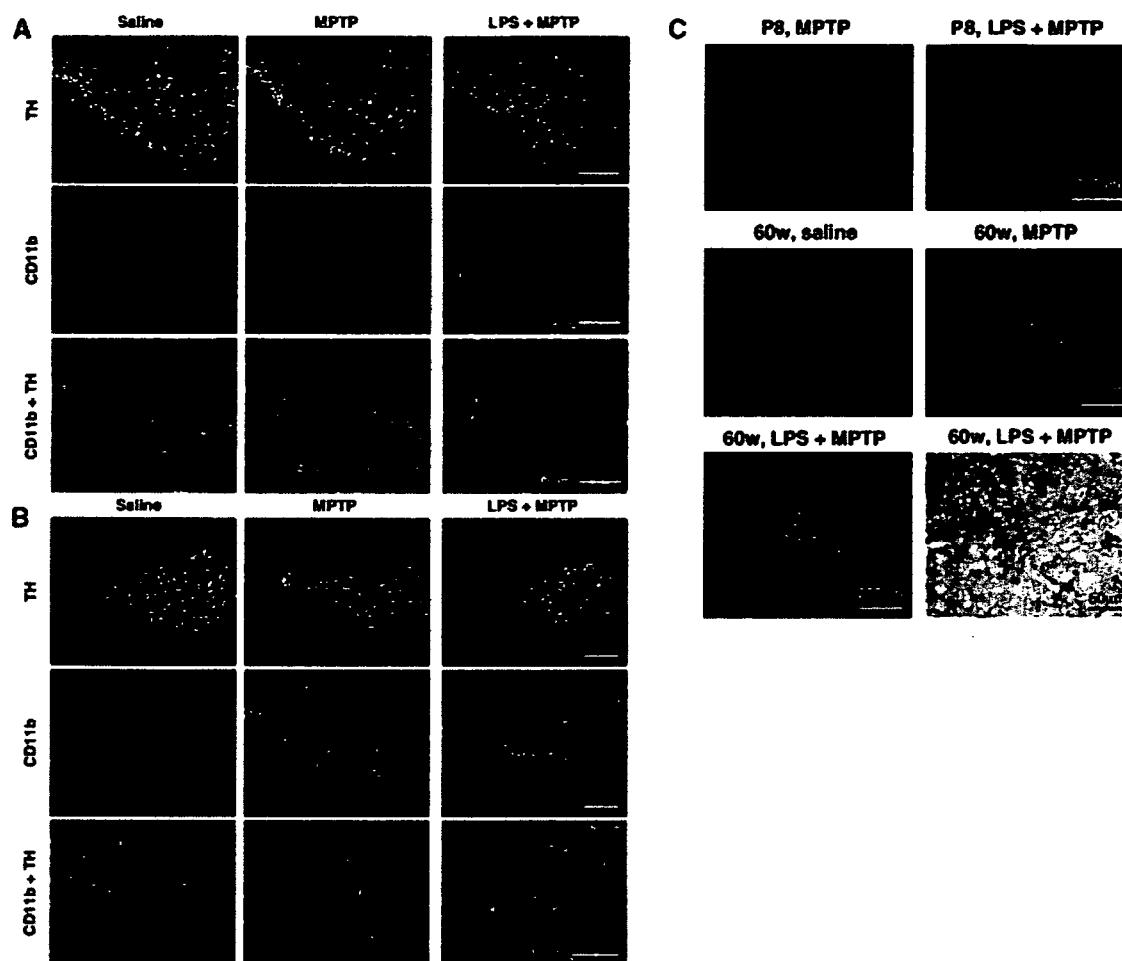 A
Saline MPTP LPS + MPTP
TH
CD11b
CD11b + TH
B
Saline MPTP LPS + MPTP
TH
CD11b
CD11b + TH
C
P8, MPTP P8, LPS + MPTP
60w, saline 60w, MPTP
60w, LPS + MPTP 60w, LPS + MPTP